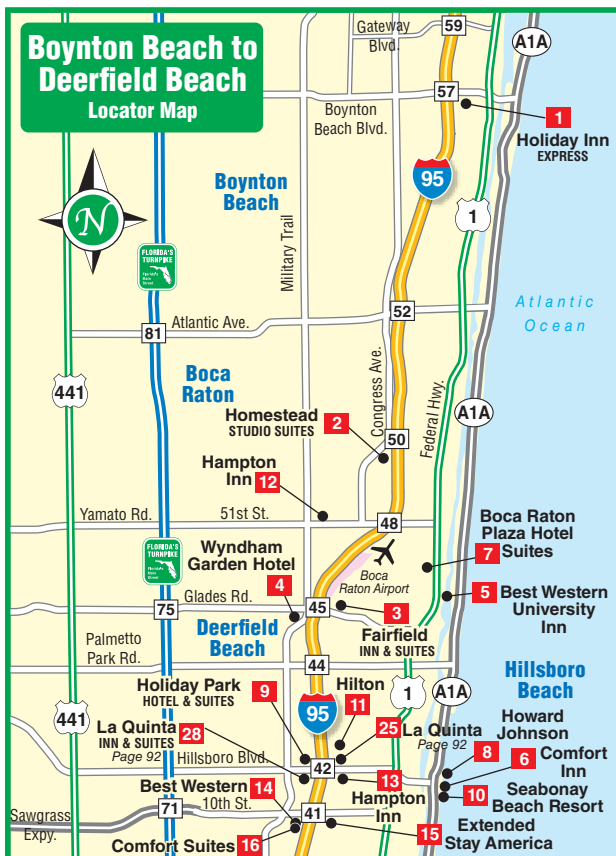 Boynton Beach to
Deerfield Beach
Locator Map
Gateway
Blvd.
59
A1A
57
Boynton
Beach Blvd.
1
Holiday Inn
EXPRESS
95
Boynton
Beach
N
Military Trail
1
FLORIDA'S
TURNPIKE
Florida's
Main
Street
Atlantic
Ocean
52
Atlantic Ave.
81
Boca
Raton
Congress Ave.
Federal Hwy.
441
A1A
Homestead
STUDIO SUITES
2
50
Hampton
Inn
12
Yamato Rd.
51st St.
48
Boca Raton
Plaza Hotel
Suites
7
FLORIDA'S
TURNPIKE
Florida's
Main
Street
Wyndham
Garden Hotel
4
Boca
Raton Airport
5
Best Western
University
Inn
75
Glades Rd.
45
3
Fairfield
INN & SUITES
Deerfield
Beach
Palmetto
Park Rd.
44
Hillsboro
Beach
Holiday Park
HOTEL & SUITES
9
Hilton
11
95
1
A1A
441
La Quinta
INN & SUITES
Page 92
28
25
La Quinta
Page 92
Howard
Johnson
8
6
Comfort
Inn
Hillsboro Blvd.
42
13
Hampton
Inn
10
Seabonay
Beach Resort
Best Western
14
71
10th St.
41
Sawgrass
Expy.
15
Extended
Stay America
Comfort Suites
16